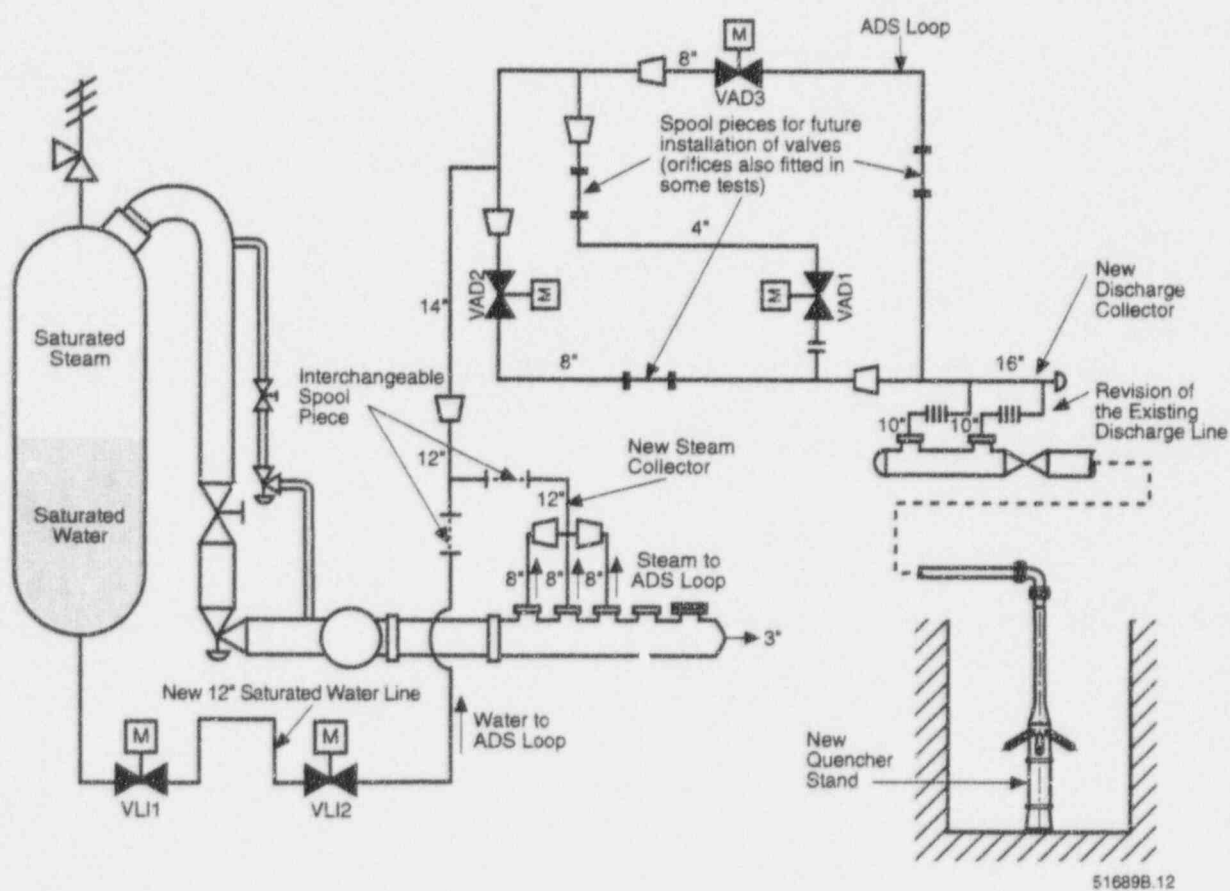 M
8"
ADS Loop
VAD3
Spool pieces for future
installation of valves
(orifices also fitted in
some tests)
4"
VAD2
M
M
VAD1
New
Discharge
Collector
14"
Saturated
Steam
8"
16"
Interchangeable
Spool
Piece
Revision of
the Existing
Discharge Line
10"
10"
12"
New Steam
Collector
12"
Saturated
Water
Steam to
ADS Loop
8"
8"
8"
3"
New 12" Saturated Water Line
M
M
Water to
ADS Loop
VLI1
VLI2
New
Quencher
Stand
51689B.12